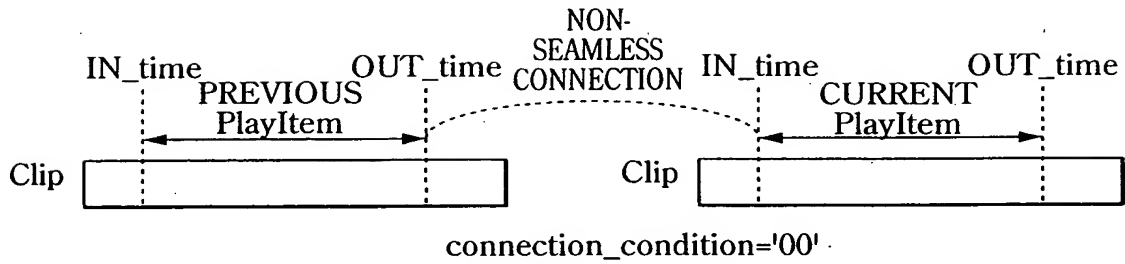 NON-
SEAMLESS
CONNECTION
IN_time OUT_time IN_time OUT_time
PREVIOUS
PlayItem
CURRENT
PlayItem
Clip Clip
connection_condition='00'